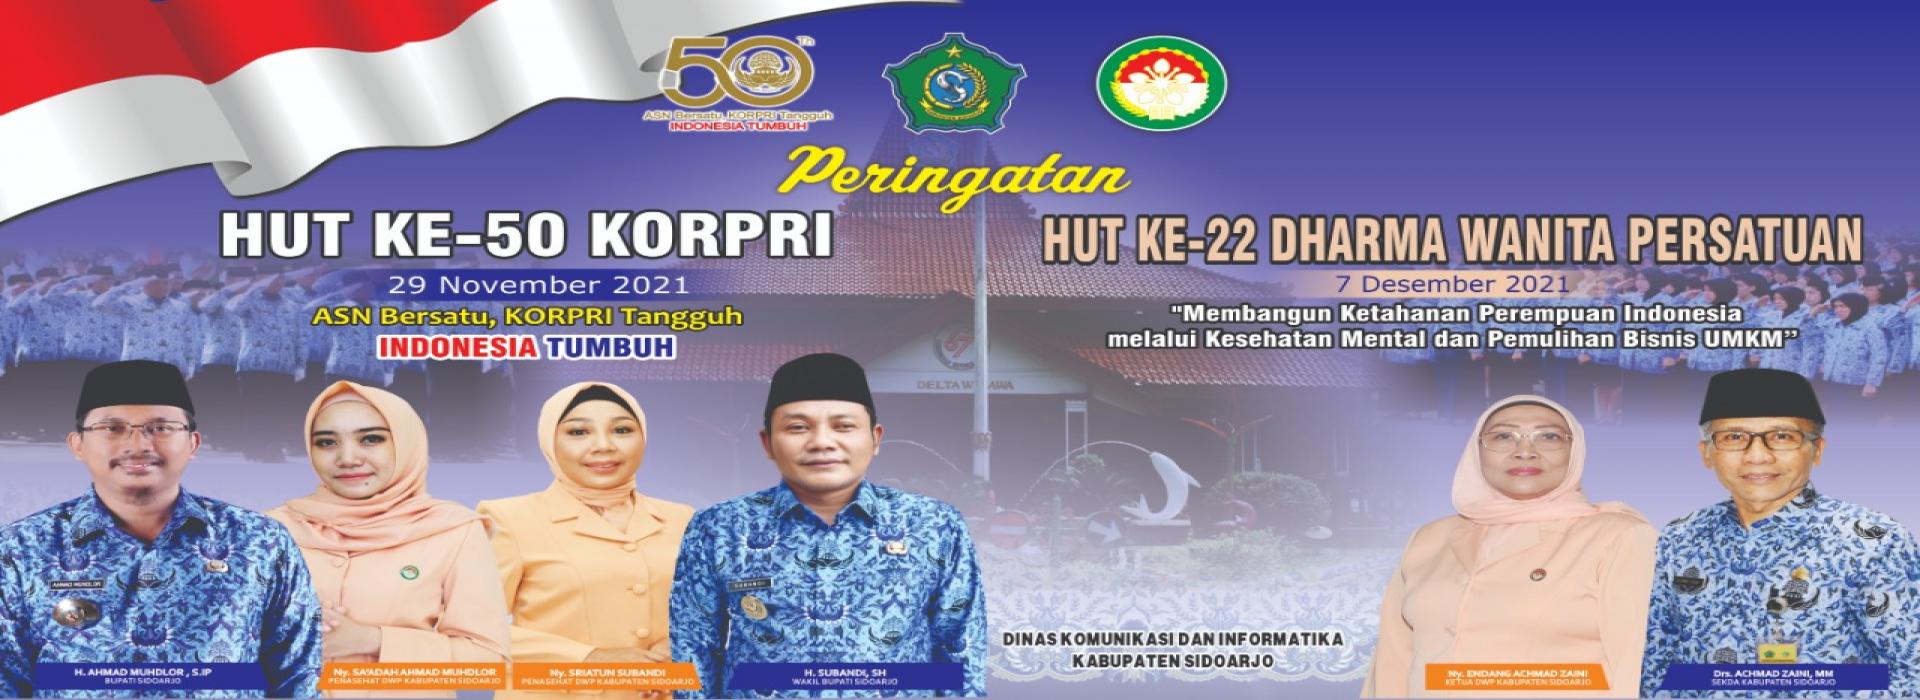 50 Th
ASN Bersatu, KORPRI Tangguh
INDONESIA TUMBUH
Peringatan
HUT KE-50 KORPRI
29 November 2021
ASN Bersatu, KORPRI Tangguh
INDONESIA TUMBUH
HUT KE-22 DHARMA WANITA PERSATUAN
7 Desember 2021
"Membangun Ketahanan Perempuan Indonesia
melalui Kesehatan Mental dan Pemulihan Bisnis UMKM”
AHMAD MUHDLOR
SUBANDI
H. AHMAD MUHDLOR , S.IP
BUPATI SIDOARJO
Ny. SA'ADAH AHMAD MUHDLOR
PENASEHAT DWP KABUPATEN SIDOARJO
Ny. SRIATUN SUBANDI
PENASEHAT DWP KABUPATEN SIDOARJO
H. SUBANDI, SH
WAKIL BUPATI SIDOARJO
DINAS KOMUNIKASI DAN INFORMATIKA
KABUPATEN SIDOARJO
Ny. ENDANG ACHMAD ZAINI
KETUA DWP KABUPATEN SIDOARJO
Drs. ACHMAD ZAINI, MM
SEKDA KABUPATEN SIDOARJO